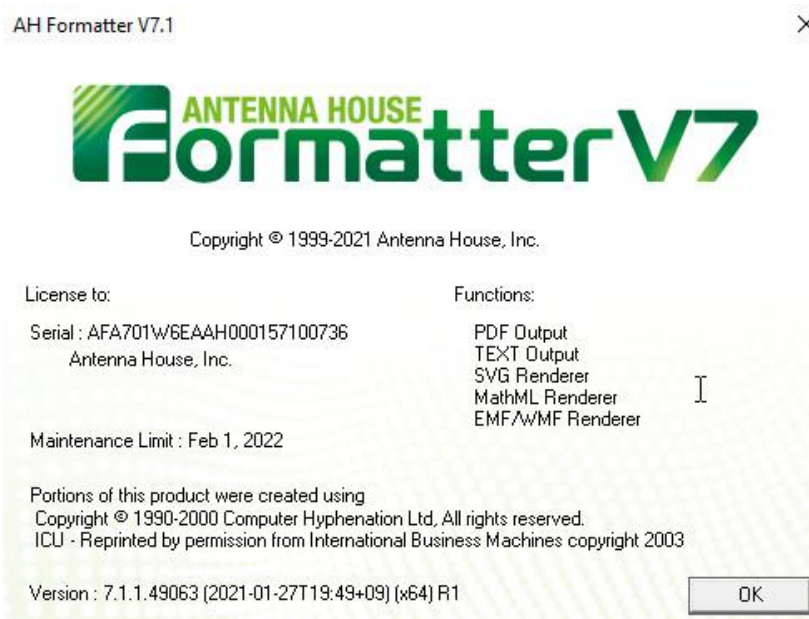 AH Formatter V7.1
ANTENNA HOUSE
Formatter V7
Copyright © 1999-2021 Antenna House, Inc.
License to:
Serial : AFA701W6EAAH000157100736
Antenna House, Inc.
Maintenance Limit : Feb 1, 2022
Functions:
PDF Output
TEXT Output
SVG Renderer
MathML Renderer
EMF/WMF Renderer
Portions of this product were created using
Copyright © 1990-2000 Computer Hyphenation Ltd, All rights reserved.
ICU - Reprinted by permission from International Business Machines copyright 2003
Version : 7.1.1.49063 (2021-01-27T19:49+09) (x64) R1
OK